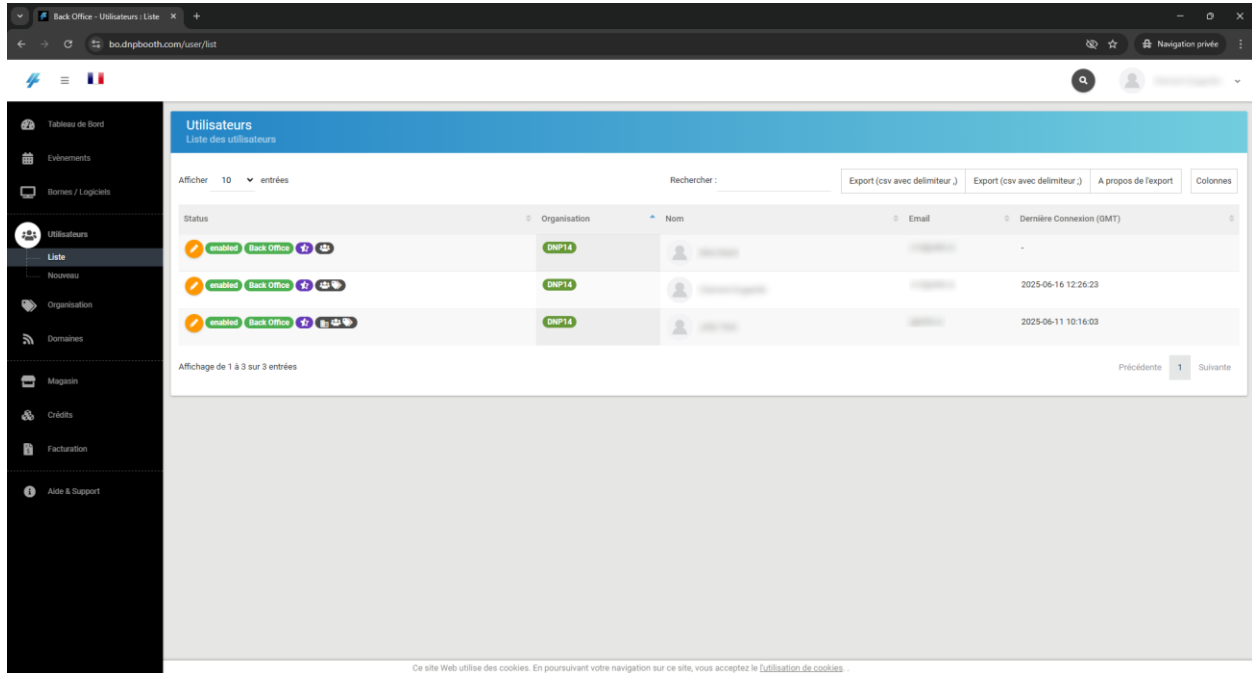 Back Office - Utilisateurs : Liste
bo.dnpbooth.com/user/list
Navigation privée
Tableau de Bord
Evènements
Bornes / Logiciels
Utilisateurs
Liste
Nouveau
Organisation
Domaines
Magasin
Crédits
Facturation
Aide & Support
Utilisateurs
Liste des utilisateurs
Afficher 10 entrées
Rechercher :
Export (csv avec delimiteur ,) Export (csv avec delimiteur ;) A propos de l'export Colonnes
Status Organisation Nom Email Dernière Connexion (GMT)
enabled Back Office DNP14 -
enabled Back Office DNP14 2025-06-16 12:26:23
enabled Back Office DNP14 2025-06-11 10:16:03
Affichage de 1 à 3 sur 3 entrées
Précédente 1 Suivante
Ce site Web utilise des cookies. En poursuivant votre navigation sur ce site, vous acceptez le l'utilisation de cookies. .